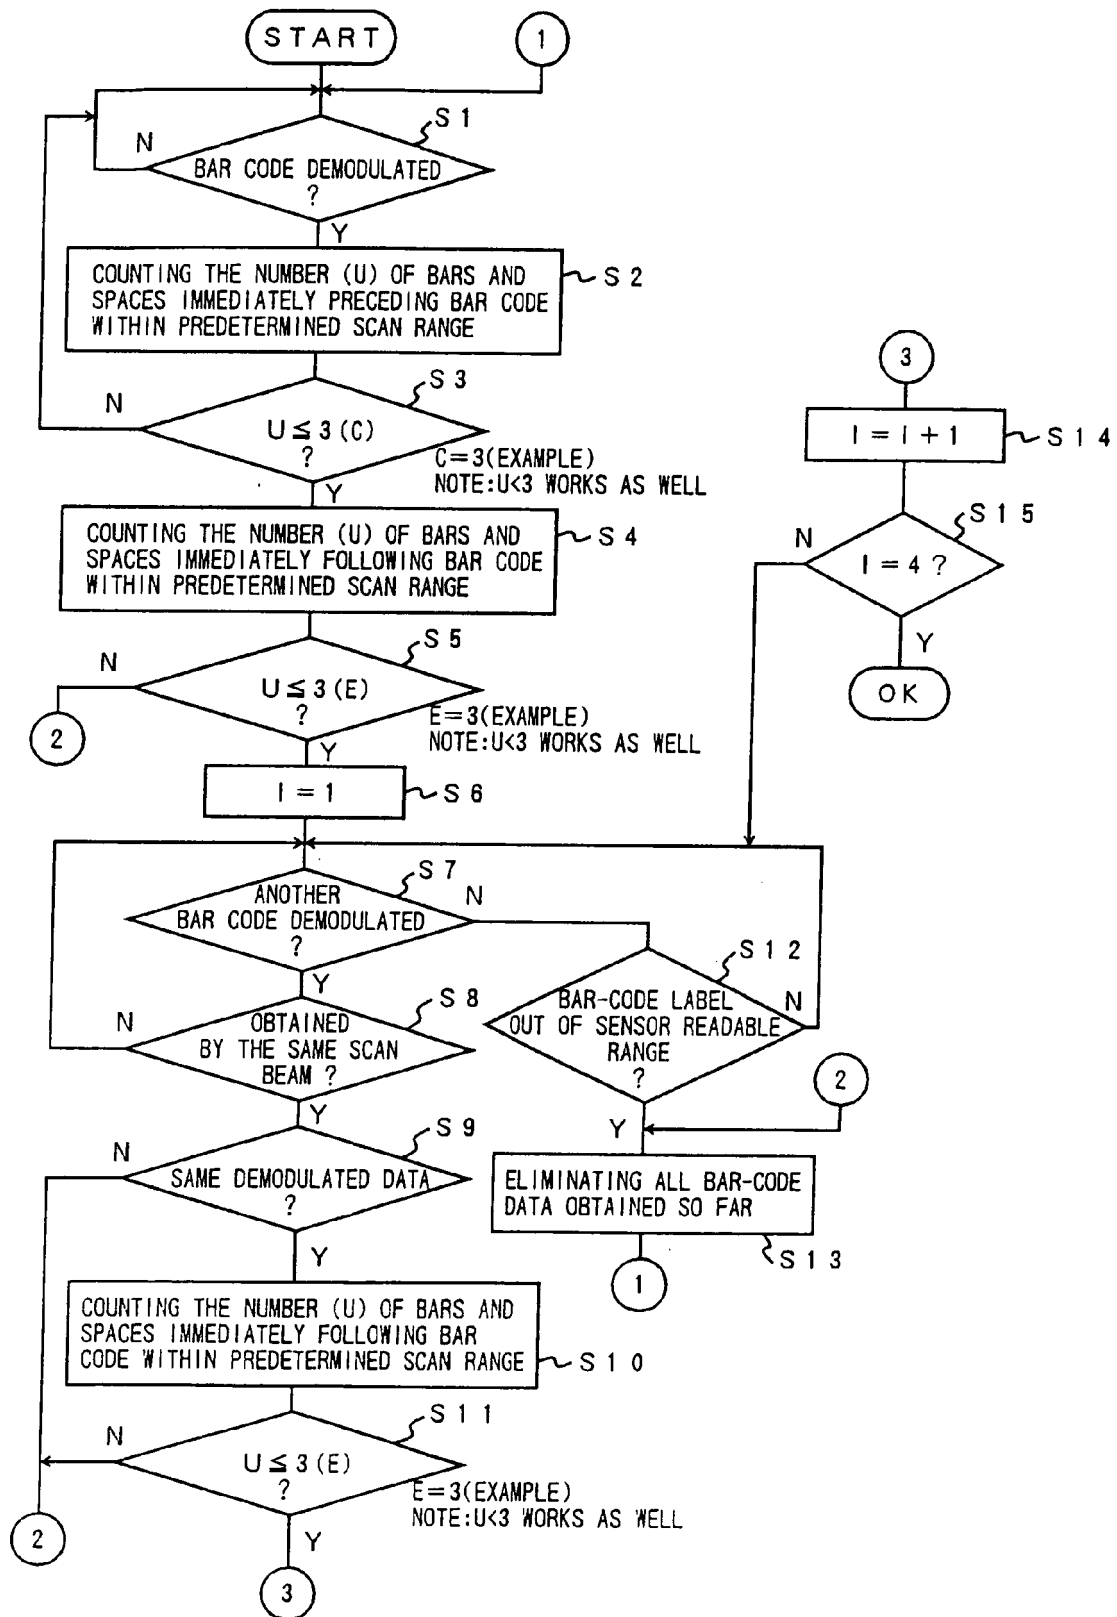 START
1
S1
N
BAR CODE DEMODULATED
?
Y
COUNTING THE NUMBER (U) OF BARS AND
SPACES IMMEDIATELY PRECEDING BAR CODE
WITHIN PREDETERMINED SCAN RANGE
S2
S3
N
U≦3(C)
?
C=3(EXAMPLE)
NOTE:U<3 WORKS AS WELL
Y
COUNTING THE NUMBER (U) OF BARS AND
SPACES IMMEDIATELY FOLLOWING BAR CODE
WITHIN PREDETERMINED SCAN RANGE
S4
S5
N
U≦3(E)
?
E=3(EXAMPLE)
NOTE:U<3 WORKS AS WELL
2
Y
I=1
S6
S7
ANOTHER
BAR CODE DEMODULATED
?
N
Y
S8
N
OBTAINED
BY THE SAME SCAN
BEAM ?
Y
S9
N
SAME DEMODULATED DATA
?
Y
COUNTING THE NUMBER (U) OF BARS AND
SPACES IMMEDIATELY FOLLOWING BAR
CODE WITHIN PREDETERMINED SCAN RANGE
S10
S11
N
U≦3(E)
?
E=3(EXAMPLE)
NOTE:U<3 WORKS AS WELL
2
Y
3
S12
BAR-CODE LABEL
OUT OF SENSOR READABLE
RANGE
?
N
2
Y
ELIMINATING ALL BAR-CODE
DATA OBTAINED SO FAR
S13
1
3
I=I+1
S14
S15
N
I=4 ?
Y
OK